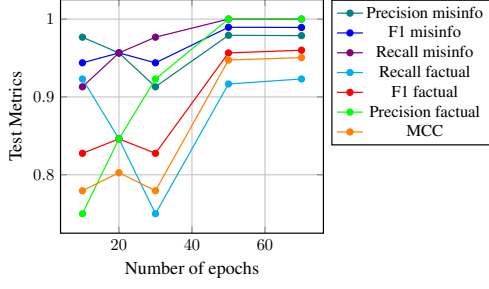 1
0.9
0.8
Test Metrics
20
40
60
Number of epochs
Precision misinfo
F1 misinfo
Recall misinfo
Recall factual
F1 factual
Precision factual
MCC